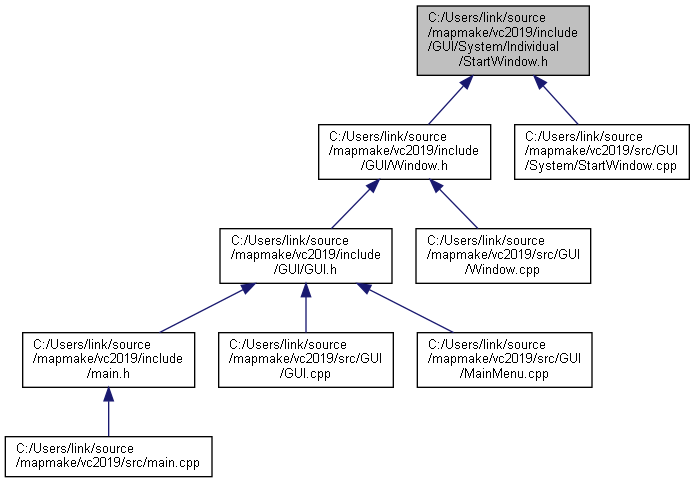 C:/Users/link/source
/mapmake/vc2019/include
/GUI/System/Individual
/StartWindow.h
C:/Users/link/source
/mapmake/vc2019/include
/GUI/Window.h
C:/Users/link/source
/mapmake/vc2019/src/GUI
/System/StartWindow.cpp
C:/Users/link/source
/mapmake/vc2019/include
/GUI/GUI.h
C:/Users/link/source
/mapmake/vc2019/src/GUI
/Window.cpp
C:/Users/link/source
/mapmake/vc2019/include
/main.h
C:/Users/link/source
/mapmake/vc2019/src/GUI
/GUI.cpp
C:/Users/link/source
/mapmake/vc2019/src/GUI
/MainMenu.cpp
C:/Users/link/source
/mapmake/vc2019/src/main.cpp